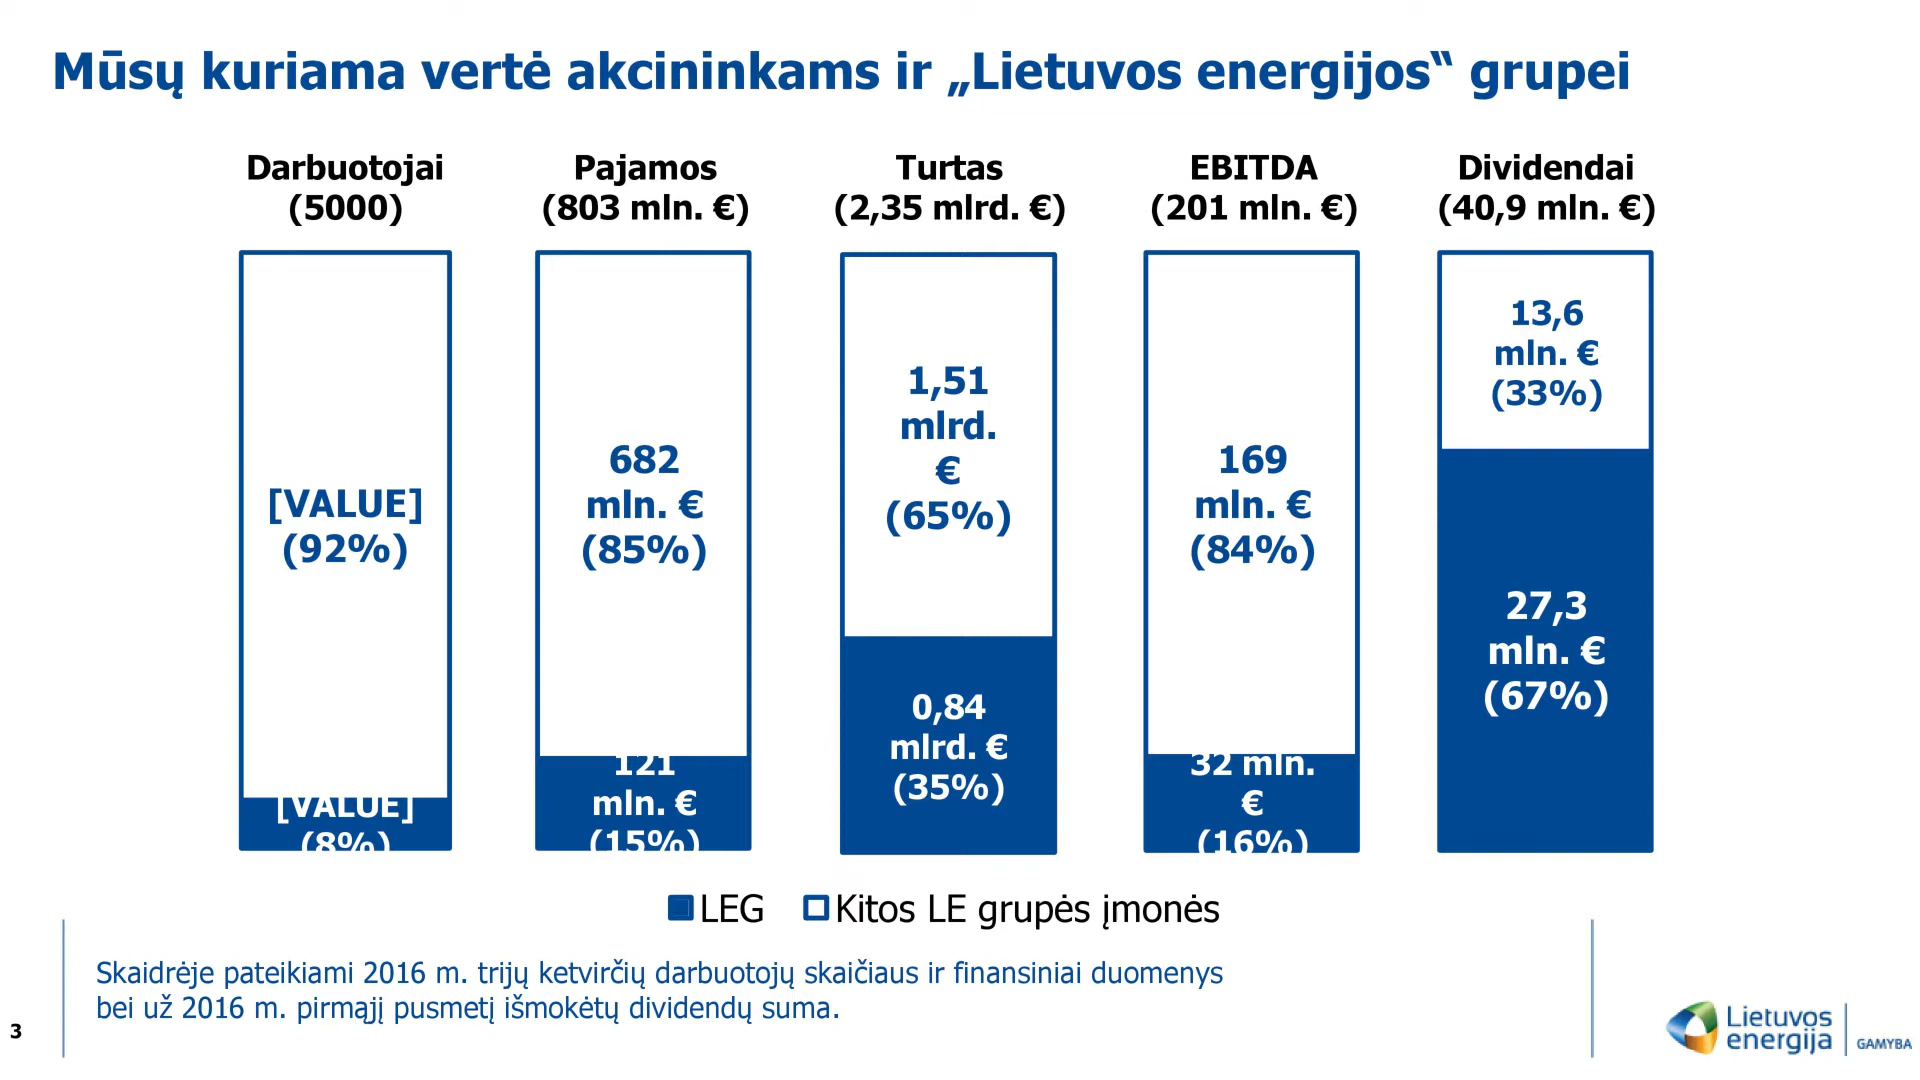 Mūsų kuriama vertė akcininkams ir „Lietuvos energijos‟ grupei
Darbuotojai
(5000)
Pajamos
(803 mln. €)
Turtas
(2,35 mlrd. €)
EBITDA
(201 mln. €)
Dividendai
(40,9 mln. €)
[VALUE]
(92%)
[VALUE]
(8%)
682
mln. €
(85%)
121
mln. €
(15%)
1,51
mlrd.
€
(65%)
0,84
mlrd. €
(35%)
169
mln. €
(84%)
32 mln.
€
(16%)
13,6
mln. €
(33%)
27,3
mln. €
(67%)
LEG
Kitos LE grupės įmonės
Skaidrėje pateikiami 2016 m. trijų ketvirčių darbuotojų skaičiaus ir finansiniai duomenys
bei už 2016 m. pirmąjį pusmetį išmokėtų dividendų suma.
3
Lietuvos
energija
GAMYBA